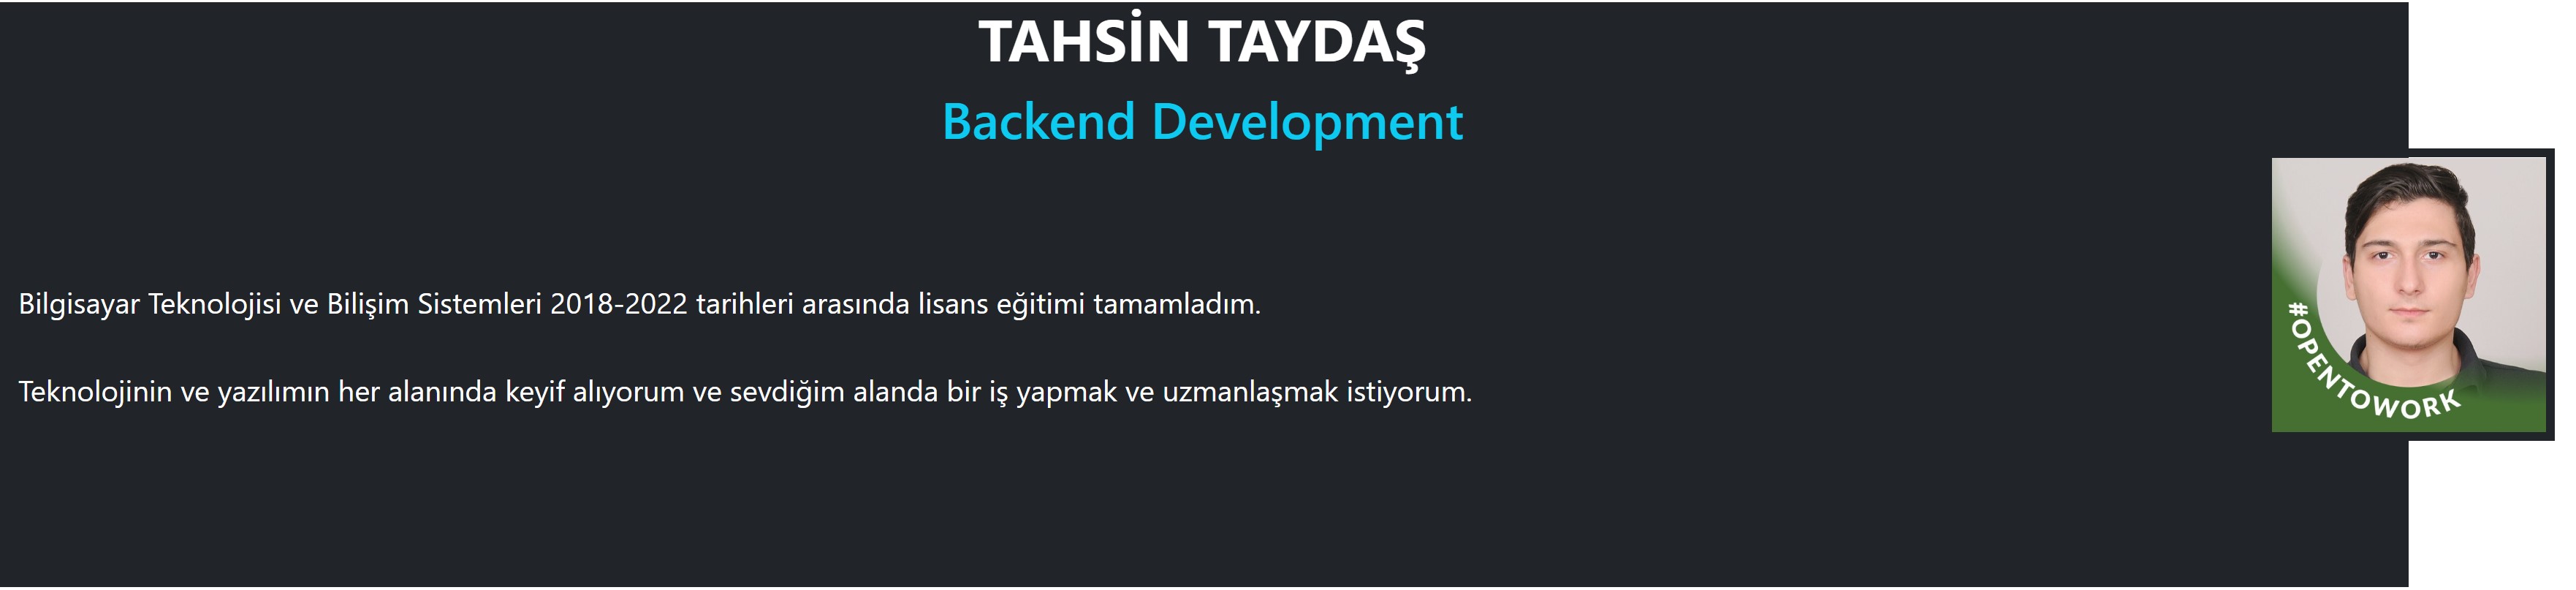 TAHSİN TAYDAŞ
Backend Development
Bilgisayar Teknolojisi ve Bilişim Sistemleri 2018-2022 tarihleri arasında lisans eğitimi tamamladım.
Teknolojinin ve yazılımın her alanında keyif alıyorum ve sevdiğim alanda bir iş yapmak ve uzmanlaşmak istiyorum.
#OPENTOWORK